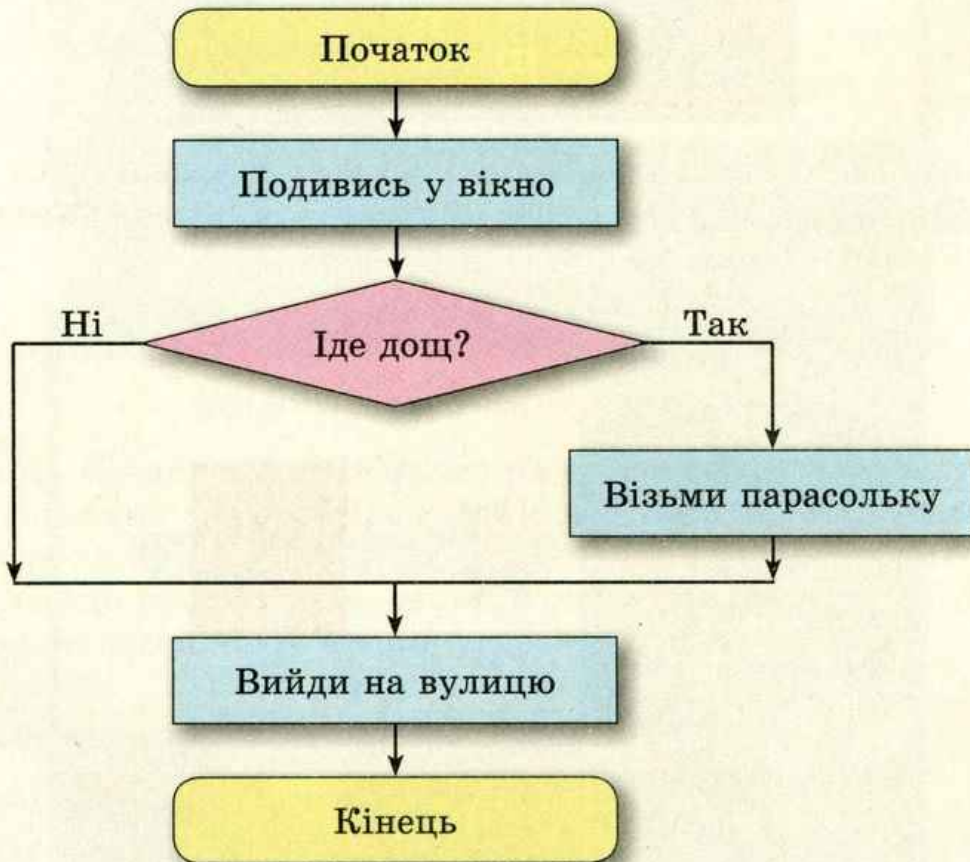 Початок
Подивись у вікно
Іде дощ?
Ні
Так
Візьми парасольку
Вийди на вулицю
Кінець